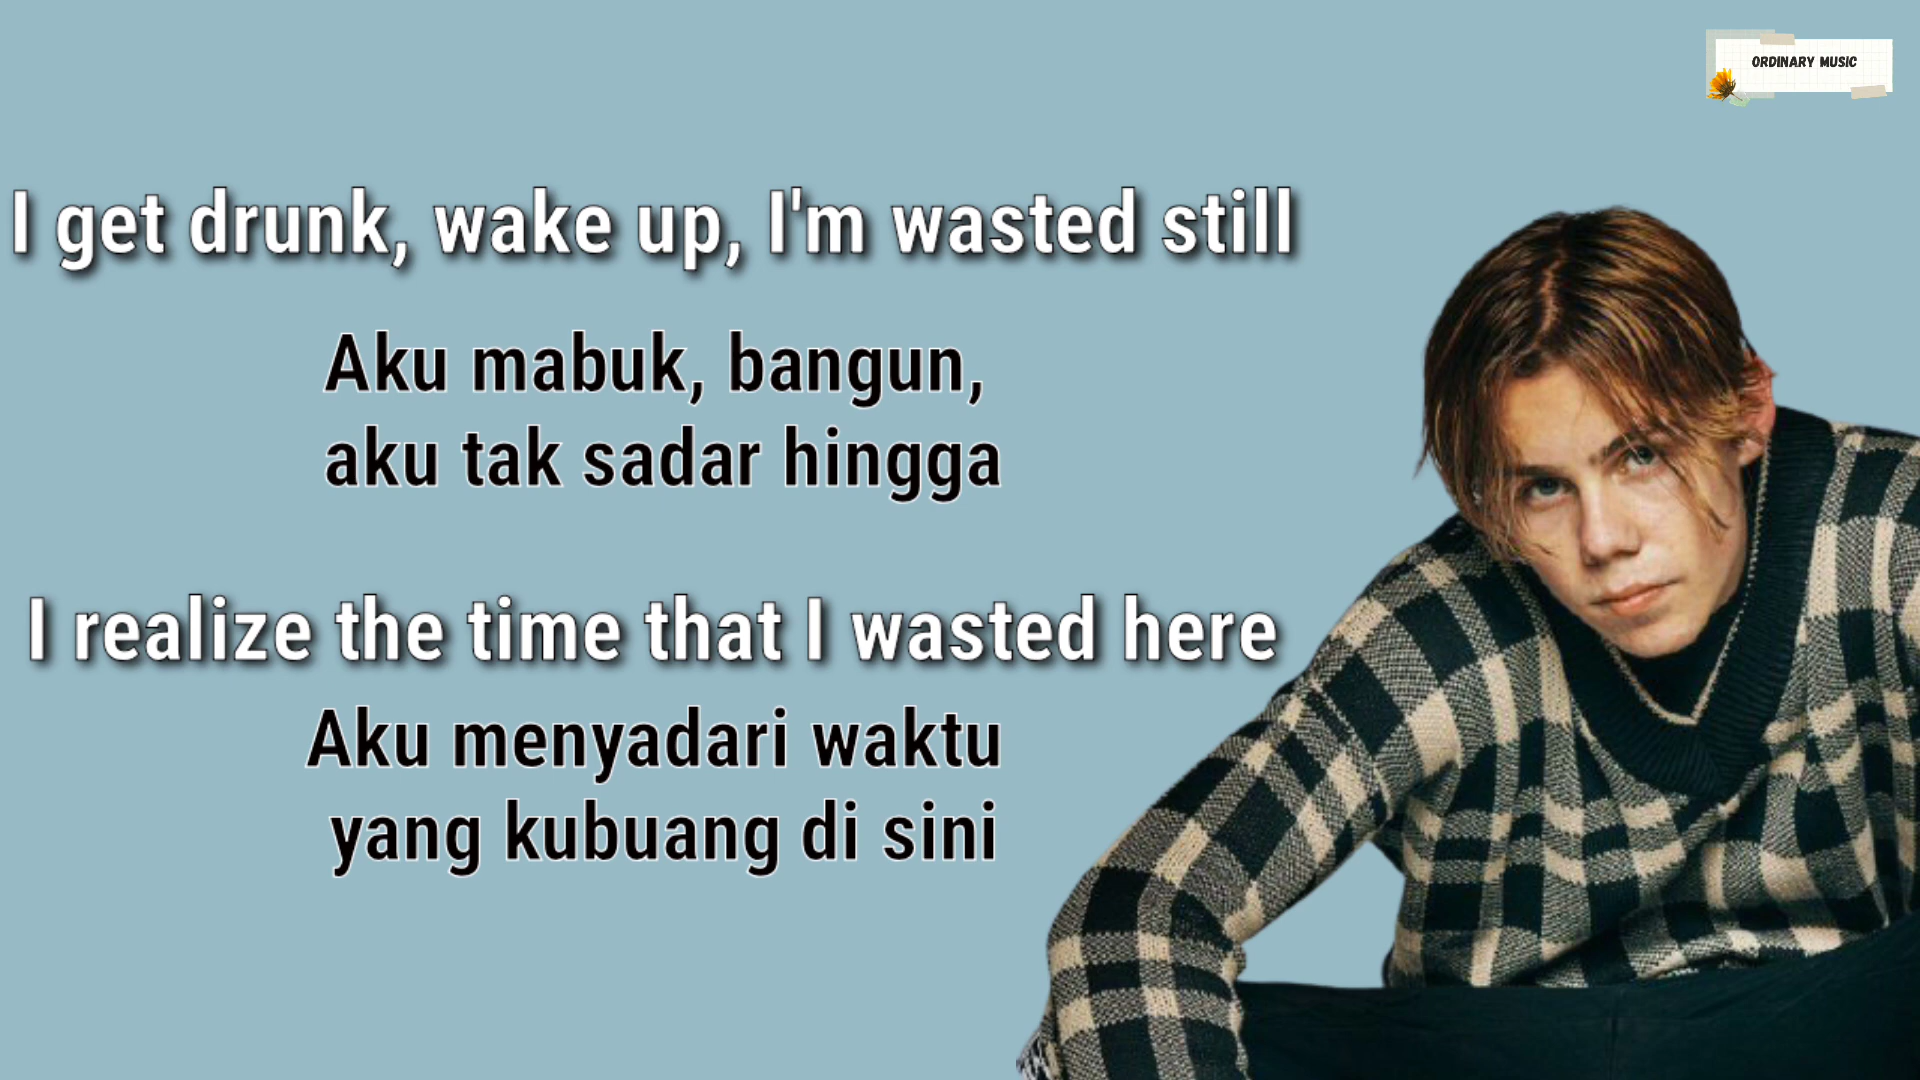 ORDINARY MUSIC
I get drunk, wake up, I'm wasted still
Aku mabuk, bangun,
aku tak sadar hingga
I realize the time that I wasted here
Aku menyadari waktu
yang kubuang di sini